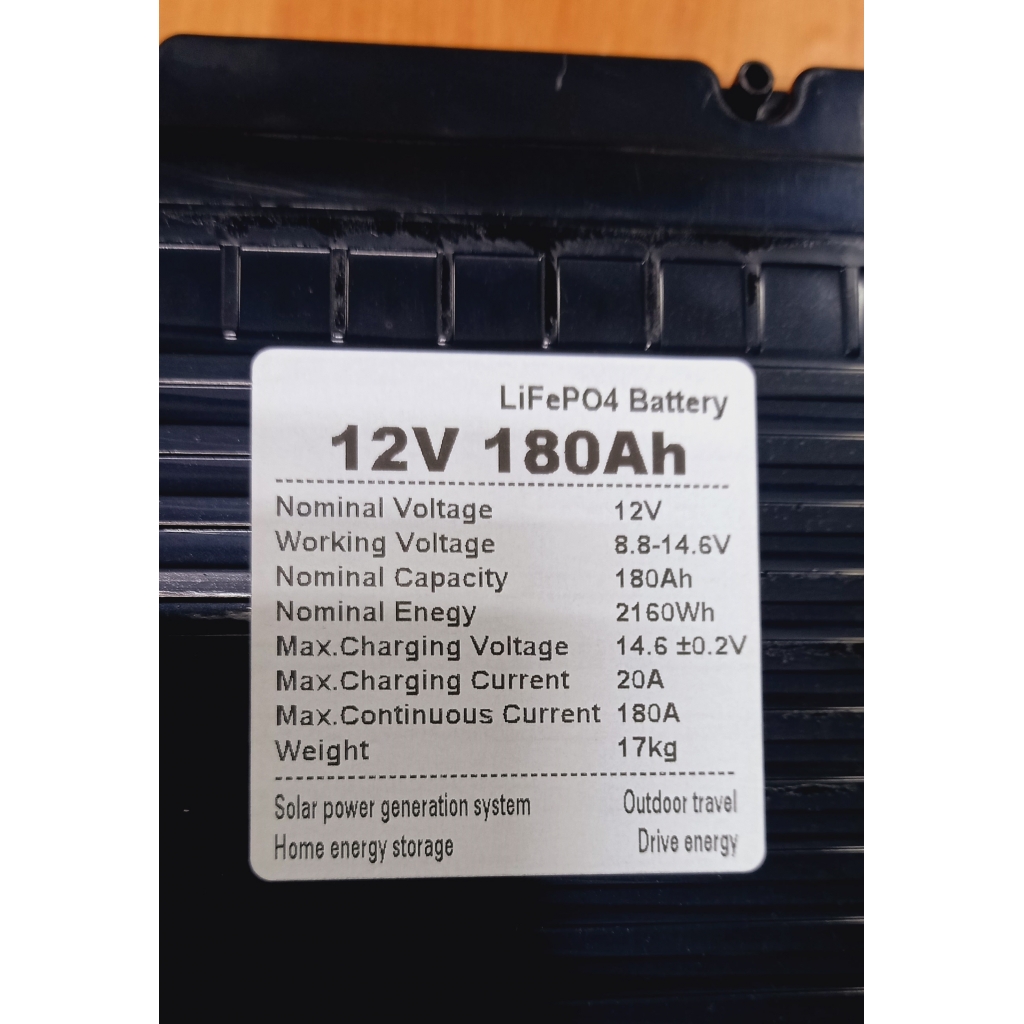 LiFePO4 Battery
12V 180Ah
Nominal Voltage 12V
Working Voltage 8.8-14.6V
Nominal Capacity 180Ah
Nominal Enegy 2160Wh
Max.Charging Voltage 14.6 ±0.2V
Max.Charging Current 20A
Max.Continuous Current 180A
Weight 17kg
Solar power generation system Outdoor travel
Home energy storage Drive energy